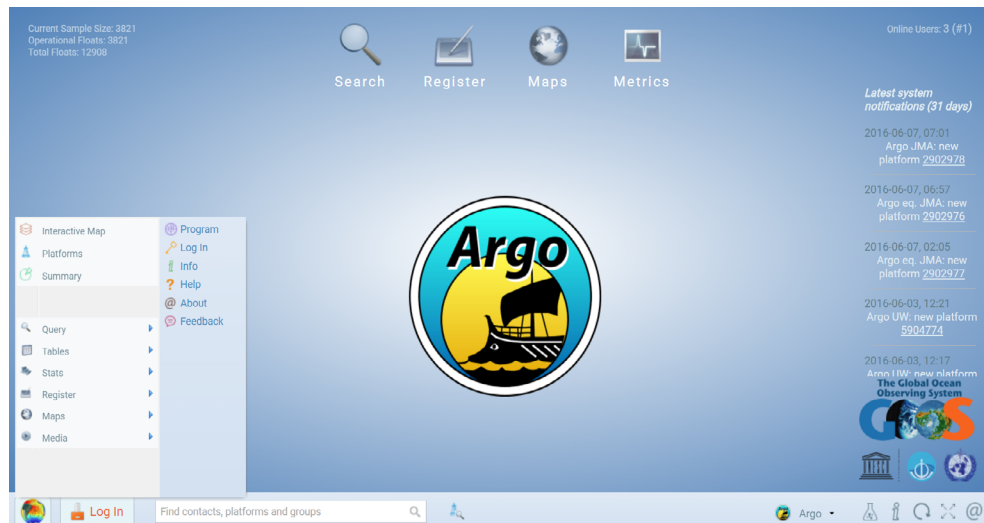 Current Sample Size: 3821
Operational Floats: 3821
Total Floats: 12908
Search
Register
Maps
Metrics
Online Users: 3 (#1)
Latest system
notifications (31 days)
2016-06-07, 07:01
Argo JMA: new
platform 2902978
2016-06-07, 06:57
Argo eq. JMA: new
platform 2902976
2016-06-07, 02:05
Argo eq. JMA: new
platform 2902977
2016-06-03, 12:21
Argo UW: new platform
5904774
2016-06-03, 12:17
Argo UW: new platform
The Global Ocean
Observing System
GOOS
Argo
Interactive Map
Platforms
Summary
Query
Tables
Stats
Register
Maps
Media
Program
Log In
Info
Help
About
Feedback
Log In
Find contacts, platforms and groups
Argo